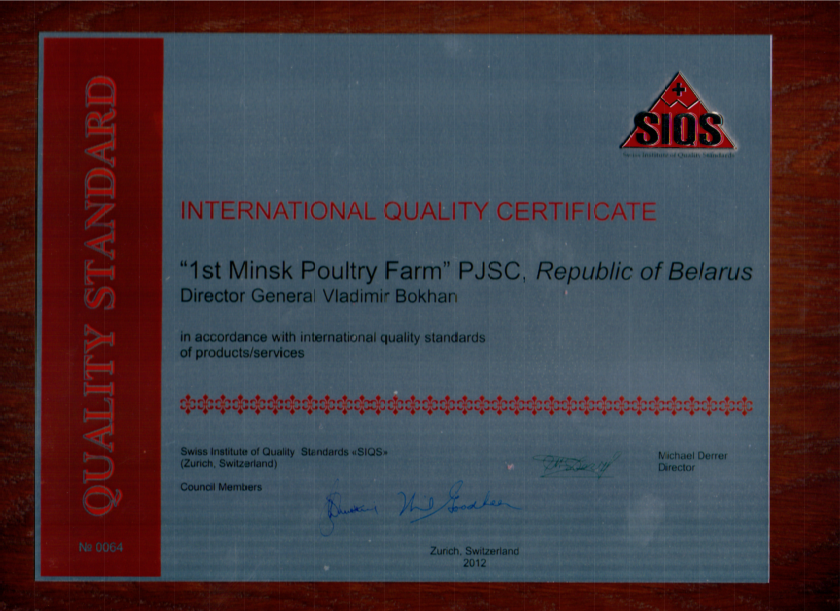 QUALITY STANDARD
№ 0064
SIQS
Swiss Institute of Quality Standards
INTERNATIONAL QUALITY CERTIFICATE
“1st Minsk Poultry Farm” PJSC, Republic of Belarus
Director General Vladimir Bokhan
in accordance with international quality standards
of products/services
Swiss Institute of Quality Standards «SIQS»
(Zurich, Switzerland)
Michael Derrer
Director
Council Members
Zurich, Switzerland
2012